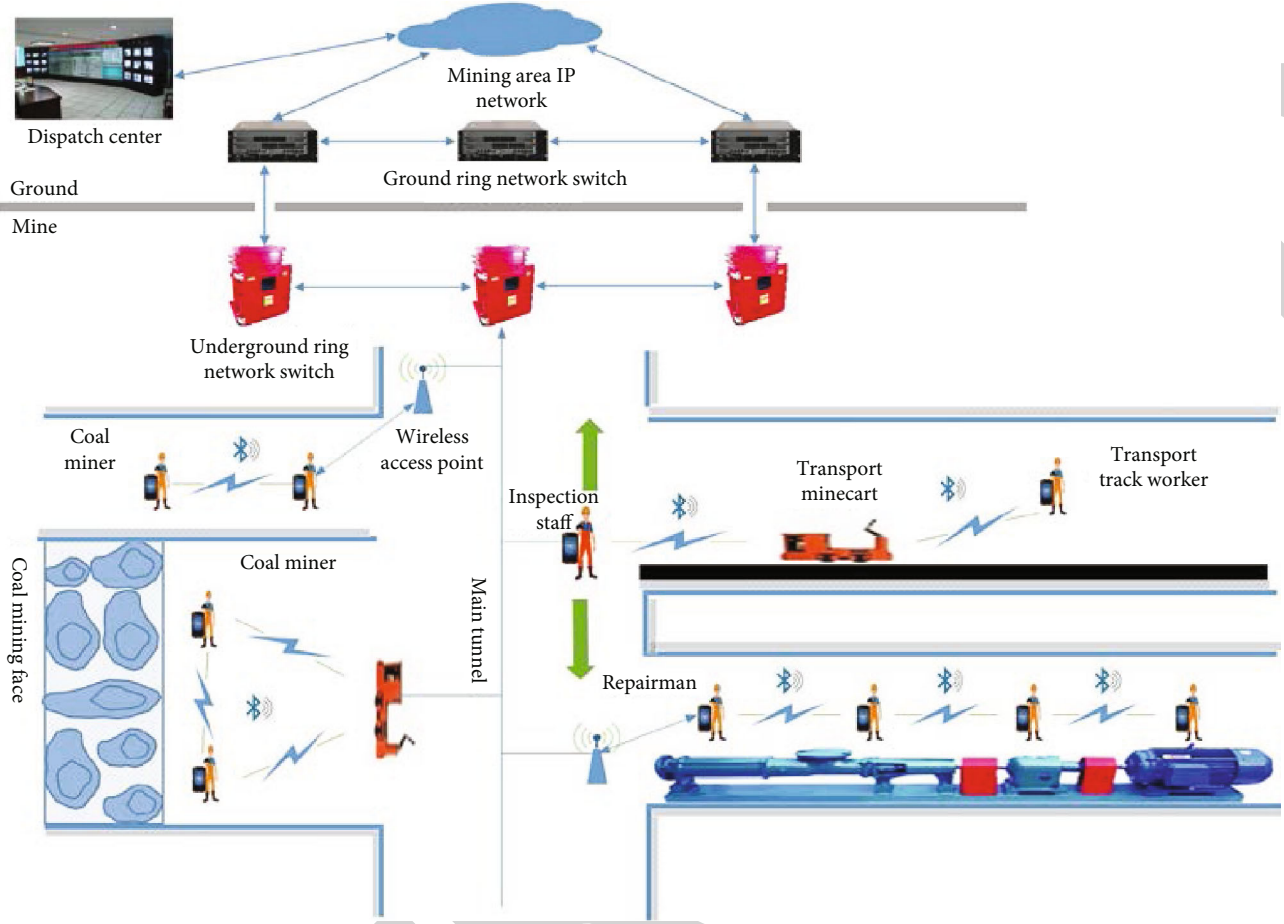 Mining area IP
network
Dispatch center
Ground ring network switch
Ground
Mine
Underground ring
network switch
Coal
miner
Wireless
access point
Inspection
staff
Transport
minecart
Transport
track worker
Coal mining face
Coal miner
Main tunnel
Repairman